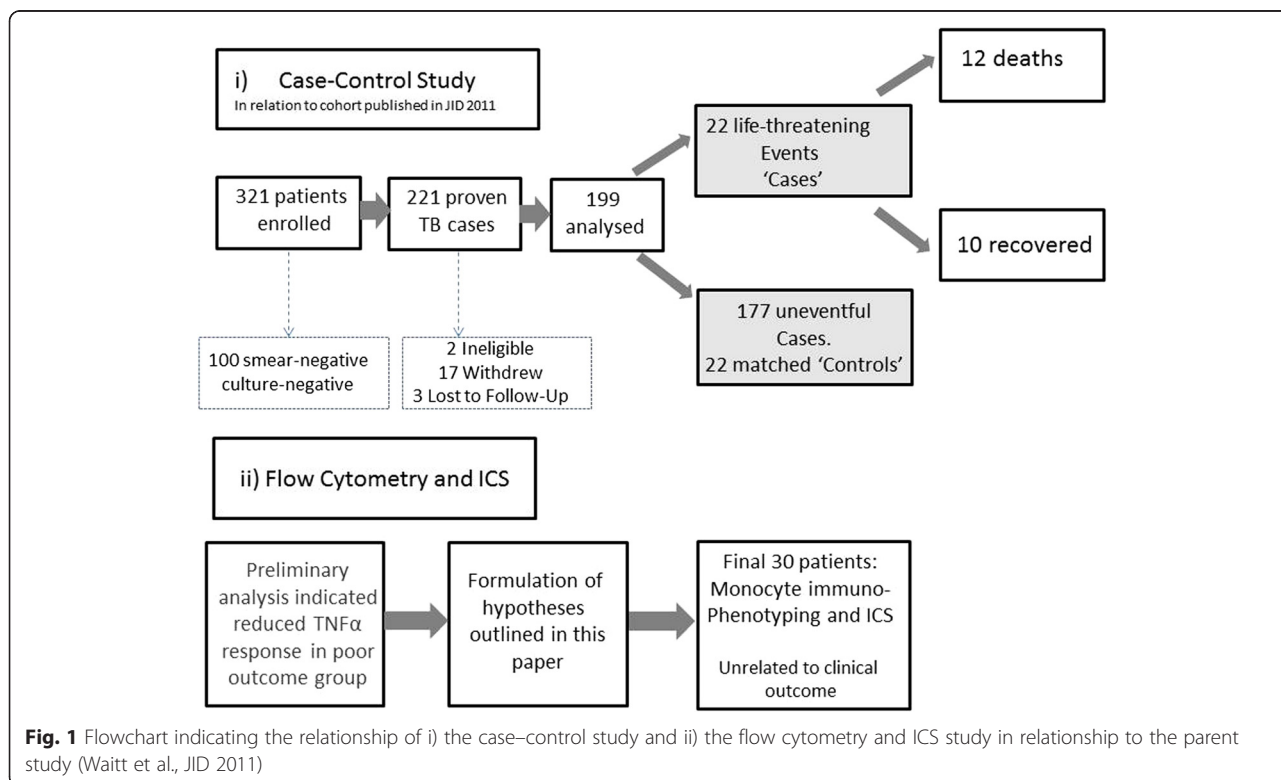 i) Case-Control Study
In relation to cohort published in JID 2011
321 patients
enrolled
221 proven
TB cases
199
analysed
22 life-threatening
Events
‘Cases’
12 deaths
10 recovered
177 uneventful
Cases.
22 matched ‘Controls’
100 smear-negative
culture-negative
2 Ineligible
17 Withdrew
3 Lost to Follow-Up
ii) Flow Cytometry and ICS
Preliminary
analysis indicated
reduced TNFα
response in poor
outcome group
Formulation of
hypotheses
outlined in this
paper
Final 30 patients:
Monocyte immuno-
Phenotyping and ICS
Unrelated to clinical
outcome
Fig. 1 Flowchart indicating the relationship of i) the case–control study and ii) the flow cytometry and ICS study in relationship to the parent
study (Waitt et al., JID 2011)